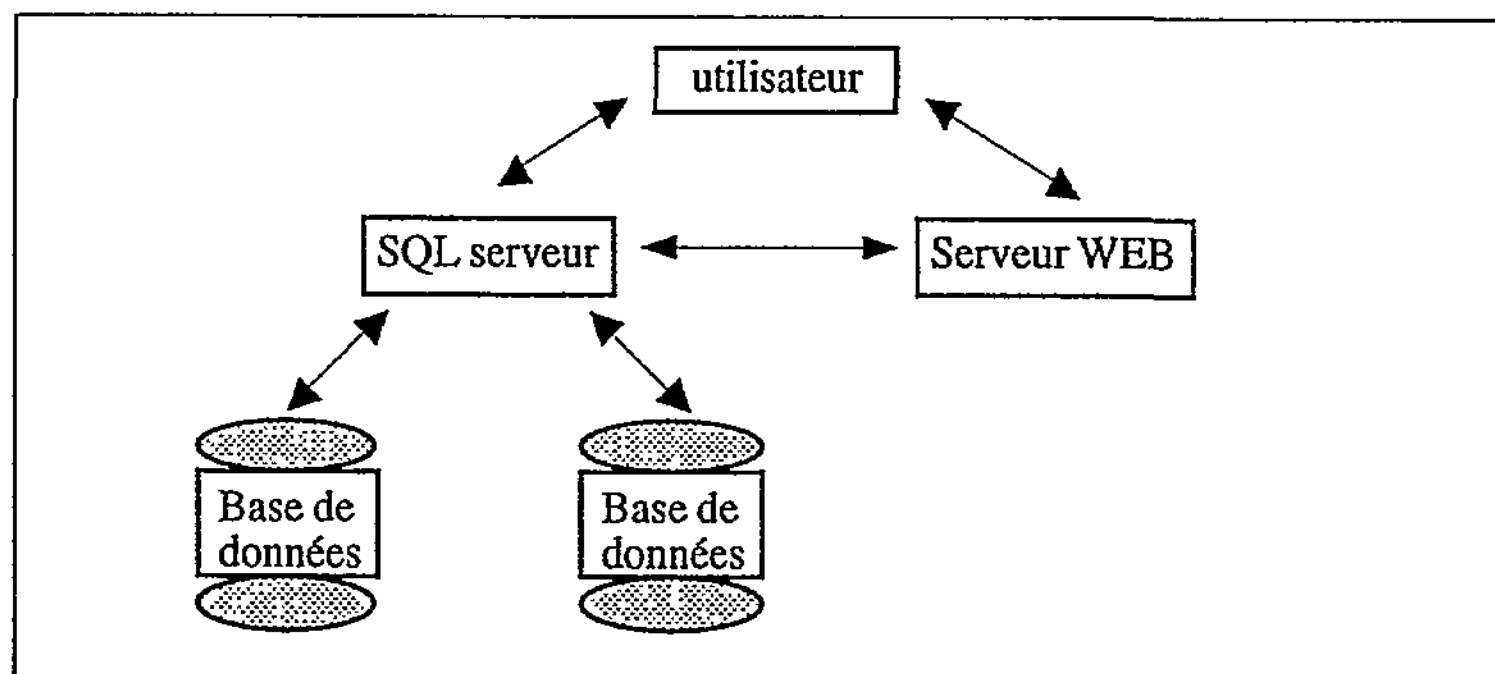 utilisateur
SQL serveur
Serveur WEB
Base de
données
Base de
données